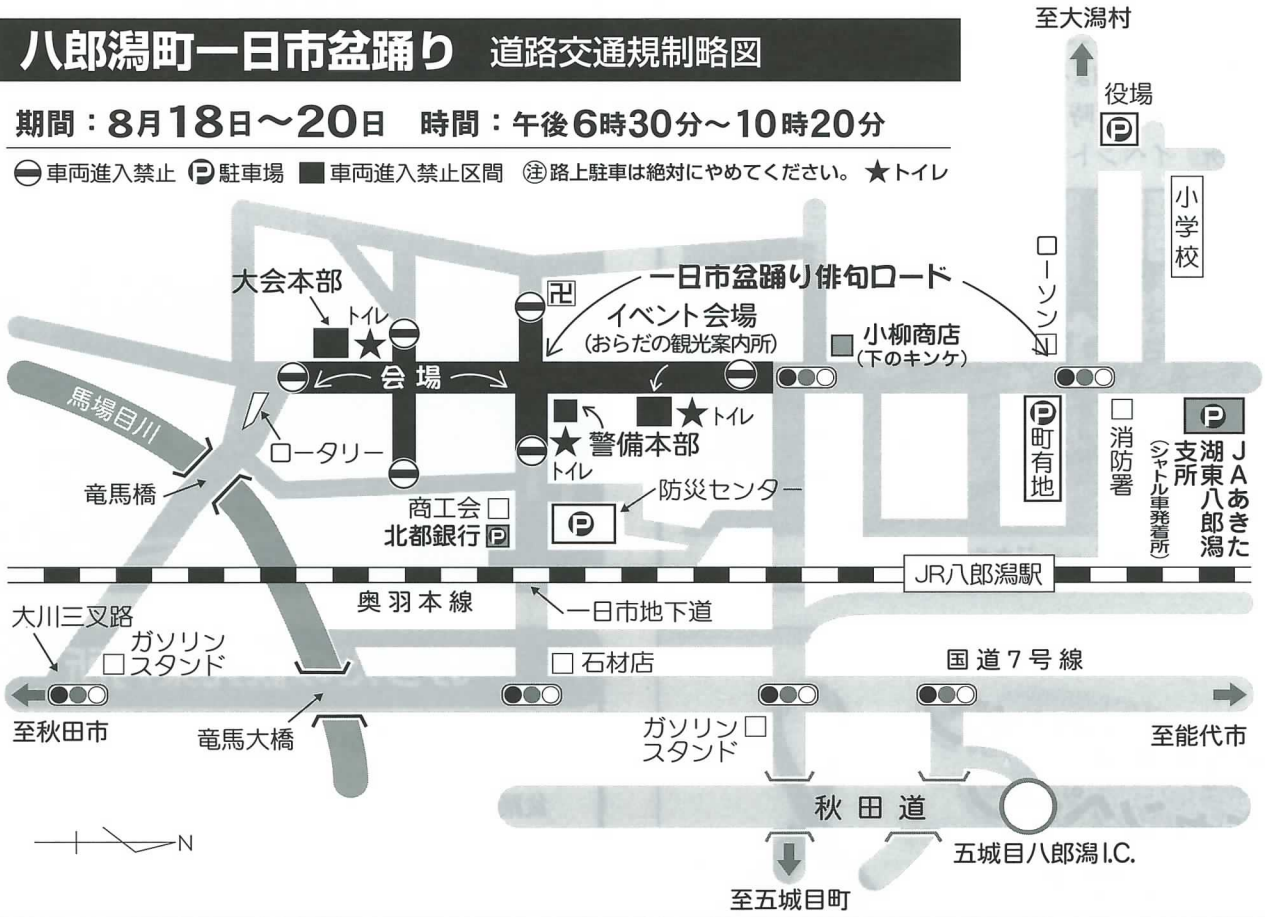 八郎潟町一日市盆踊り 道路交通規制略図
期間：8月18日～20日 時間：午後6時30分～10時20分
車両進入禁止 P 駐車場 車両進入禁止区間 注 路上駐車は絶対にやめてください。 ★トイレ
至大潟村
役場
P
小学校
ローソン
大会本部
トイレ
卍
一日市盆踊り俳句ロード
イベント会場
(おらだの観光案内所)
小柳商店
(下のキンケ)
会場
馬場目川
ロータリー
竜馬橋
警備本部
トイレ
トイレ
P
町有地
消防署
P
JAあきた
湖東八郎潟
支所
(シャトル車発着所)
商工会
北都銀行 P
P
防災センター
JR八郎潟駅
奥羽本線
一日市地下道
大川三叉路
ガソリン
スタンド
石材店
国道7号線
至秋田市
竜馬大橋
ガソリン
スタンド
至能代市
秋田道
N
五城目八郎潟I.C.
至五城目町